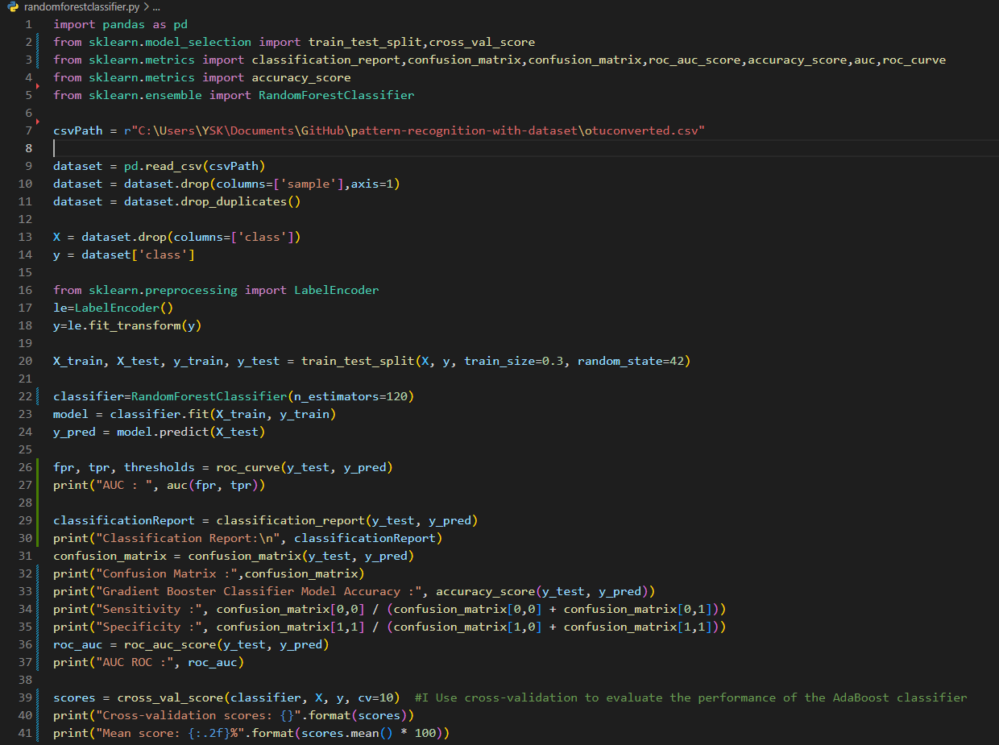 randomforestclassifier.py > ...
1 import pandas as pd
2 from sklearn.model_selection import train_test_split,cross_val_score
3 from sklearn.metrics import classification_report,confusion_matrix,confusion_matrix,roc_auc_score,accuracy_score,auc,roc_curve
4 from sklearn.metrics import accuracy_score
5 from sklearn.ensemble import RandomForestClassifier
6
7 csvPath = r"C:\Users\YSK\Documents\GitHub\pattern-recognition-with-dataset\otuconverted.csv"
8
9 dataset = pd.read_csv(csvPath)
10 dataset = dataset.drop(columns=['sample'],axis=1)
11 dataset = dataset.drop_duplicates()
12
13 X = dataset.drop(columns=['class'])
14 y = dataset['class']
15
16 from sklearn.preprocessing import LabelEncoder
17 le=LabelEncoder()
18 y=le.fit_transform(y)
19
20 X_train, X_test, y_train, y_test = train_test_split(X, y, train_size=0.3, random_state=42)
21
22 classifier=RandomForestClassifier(n_estimators=120)
23 model = classifier.fit(X_train, y_train)
24 y_pred = model.predict(X_test)
25
26 fpr, tpr, thresholds = roc_curve(y_test, y_pred)
27 print("AUC : ", auc(fpr, tpr))
28
29 classificationReport = classification_report(y_test, y_pred)
30 print("Classification Report:\n", classificationReport)
31 confusion_matrix = confusion_matrix(y_test, y_pred)
32 print("Confusion Matrix :",confusion_matrix)
33 print("Gradient Booster Classifier Model Accuracy :", accuracy_score(y_test, y_pred))
34 print("Sensitivity :", confusion_matrix[0,0] / (confusion_matrix[0,0] + confusion_matrix[0,1]))
35 print("Specificity :", confusion_matrix[1,1] / (confusion_matrix[1,0] + confusion_matrix[1,1]))
36 roc_auc = roc_auc_score(y_test, y_pred)
37 print("AUC ROC :", roc_auc)
38
39 scores = cross_val_score(classifier, X, y, cv=10)  #I Use cross-validation to evaluate the performance of the AdaBoost classifier
40 print("Cross-validation scores: {}".format(scores))
41 print("Mean score: {:.2f}%".format(scores.mean() * 100))